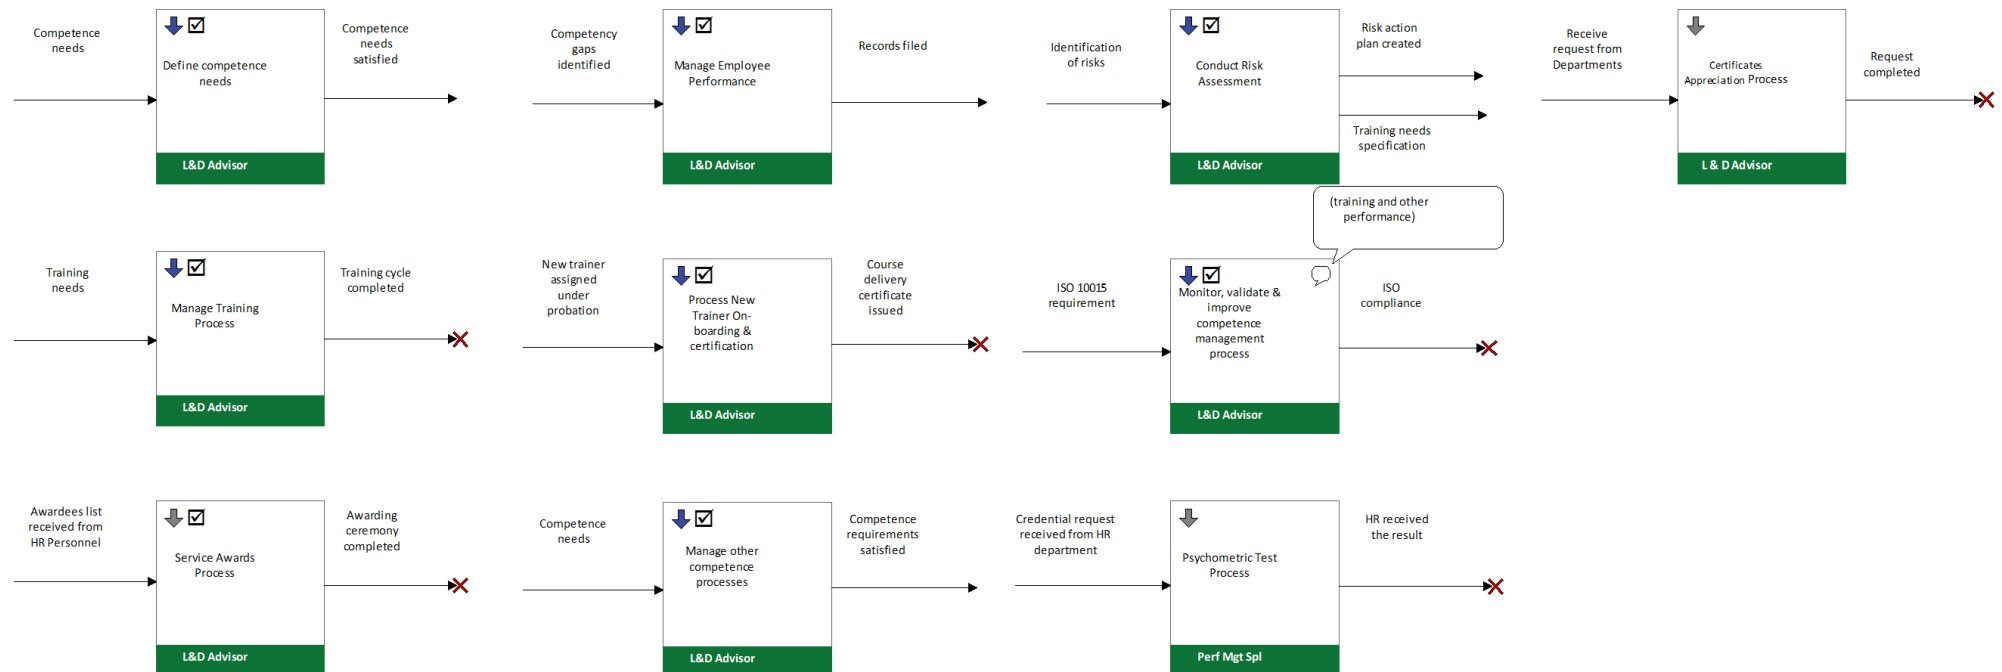 Competence
needs
Define competence
needs
L&D Advisor
Competence
needs
satisfied
Competency
gaps
identified
Manage Employee
Performance
L&D Advisor
Records filed
Identification
of risks
Conduct Risk
Assessment
L&D Advisor
Risk action
plan created
Training needs
specification
Receive
request from
Departments
Certificates
Appreciation Process
L & D Advisor
Request
completed
Training
needs
Manage Training
Process
L&D Advisor
Training cycle
completed
New trainer
assigned
under
probation
Process New
Trainer On-
boarding &
certification
L&D Advisor
Course
delivery
certificate
issued
ISO 10015
requirement
(training and other
performance)
Monitor, validate &
improve
competence
management
process
L&D Advisor
ISO
compliance
Awardees list
received from
HR Personnel
Service Awards
Process
L&D Advisor
Awarding
ceremony
completed
Competence
needs
Manage other
competence
processes
L&D Advisor
Competence
requirements
satisfied
Credential request
received from HR
department
Psychometric Test
Process
Perf Mgt Spl
HR received
the result